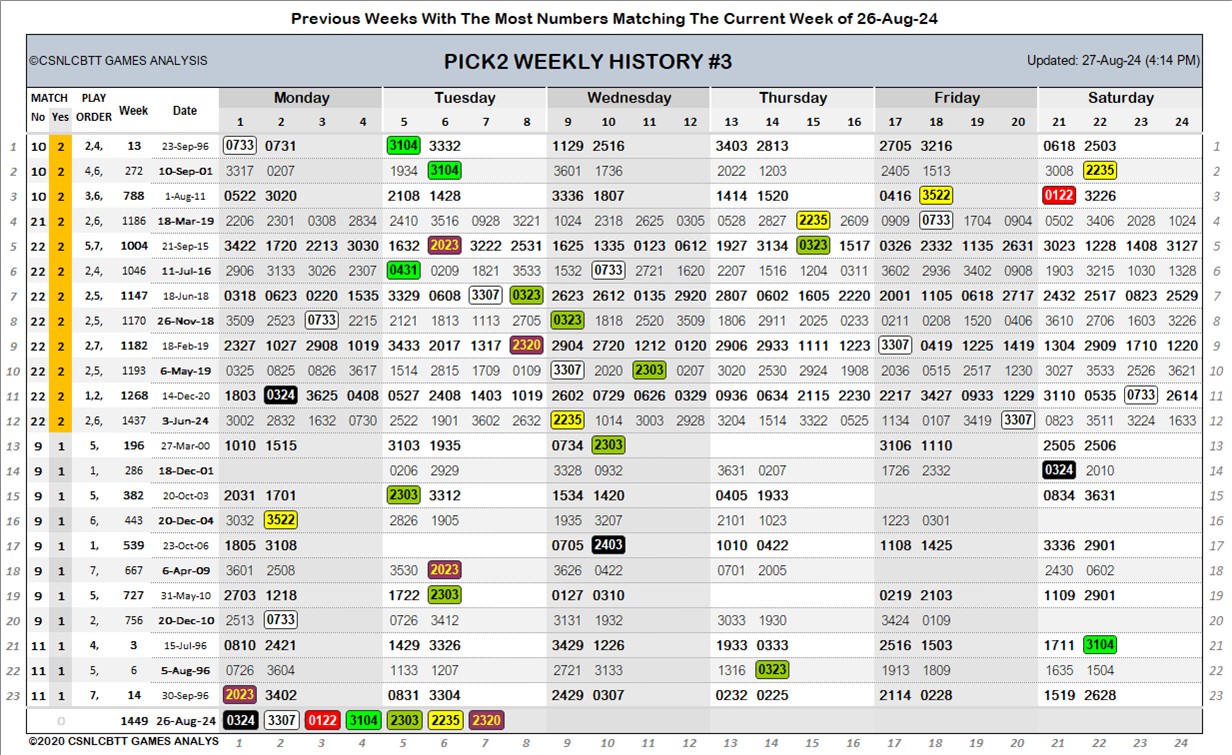 Previous Weeks With The Most Numbers Matching The Current Week of 26-Aug-24
©CSNLCBTT GAMES ANALYSIS PICK2 WEEKLY HISTORY #3 Updated: 27-Aug-24 (4:14 PM)
MATCH PLAY Week Date Monday Tuesday Wednesday Thursday Friday Saturday
No Yes ORDER 1 2 3 4 5 6 7 8 9 10 11 12 13 14 15 16 17 18 19 20 21 22 23 24
1 10 2 2,4, 13 23-Sep-96 0733 0731 3104 3332 1129 2516 3403 2813 2705 3216 0618 2503 1
2 10 2 4,6, 272 10-Sep-01 3317 0207 1934 3104 3601 1736 2022 1203 2405 1513 3008 2235 2
3 10 2 3,6, 788 1-Aug-11 0522 3020 2108 1428 3336 1807 1414 1520 0416 3522 0122 3226 3
4 21 2 2,6, 1186 18-Mar-19 2206 2301 0308 2834 2410 3516 0928 3221 1024 2318 2625 0305 0528 2827 2235 2609 0909 0733 1704 0904 0502 3406 2028 1024 4
5 22 2 5,7, 1004 21-Sep-15 3422 1720 2213 3030 1632 2023 3222 2531 1625 1335 0123 0612 1927 3134 0323 1517 0326 2332 1135 2631 3023 1228 1408 3127 5
6 22 2 2,4, 1046 11-Jul-16 2906 3133 3026 2307 0431 0209 1821 3533 1532 0733 2721 1620 2207 1516 1204 0311 3602 2936 3402 0908 1903 3215 1030 1328 6
7 22 2 2,5, 1147 18-Jun-18 0318 0623 0220 1535 3329 0608 3307 0323 2623 2612 0135 2920 2807 0602 1605 2220 2001 1105 0618 2717 2432 2517 0823 2529 7
8 22 2 2,5, 1170 26-Nov-18 3509 2523 0733 2215 2121 1813 1113 2705 0323 1818 2520 3509 1806 2911 2025 0233 0211 0208 1520 0406 3610 2706 1603 3226 8
9 22 2 2,7, 1182 18-Feb-19 2327 1027 2908 1019 3433 2017 1317 2320 2904 2720 1212 0120 2906 2933 1111 1223 3307 0419 1225 1419 1304 2909 1710 1220 9
10 22 2 2,5, 1193 6-May-19 0325 0825 0826 3617 1514 2815 1709 0109 3307 2020 2303 0207 3020 2530 2924 1908 2036 0515 2517 1230 3027 3533 2526 3621 10
11 22 2 1,2, 1268 14-Dec-20 1803 0324 3625 0408 0527 2408 1403 1019 2602 0729 0626 0329 0936 0634 2115 2230 2217 3427 0933 1229 3110 0535 0733 2614 11
12 22 2 2,6, 1437 3-Jun-24 3002 2832 1632 0730 2522 1901 3602 2632 2235 1014 3003 2928 3204 1514 3322 0525 1134 0107 3419 3307 0823 3511 3224 1633 12
13 9 1 5, 196 27-Mar-00 1010 1515 3103 1935 0734 2303 3106 1110 2505 2506 13
14 9 1 1, 286 18-Dec-01 0206 2929 3328 0932 3631 0207 1726 2332 0324 2010 14
15 9 1 5, 382 20-Oct-03 2031 1701 2303 3312 1534 1420 0405 1933 0834 3631 15
16 9 1 6, 443 20-Dec-04 3032 3522 2826 1905 1935 3207 2101 1023 1223 0301 16
17 9 1 1, 539 23-Oct-06 1805 3108 0705 2403 1010 0422 1108 1425 3336 2901 17
18 9 1 7, 667 6-Apr-09 3601 2508 3530 2023 3626 0422 0701 2005 2430 0602 18
19 9 1 5, 727 31-May-10 2703 1218 1722 2303 0127 0310 0219 2103 1109 2901 19
20 9 1 2, 756 20-Dec-10 2513 0733 0726 3412 3131 1932 3033 1930 3424 0109 20
21 11 1 4, 3 15-Jul-96 0810 2421 1429 3326 3429 1226 1933 0333 2516 1503 1711 3104 21
22 11 1 5, 6 5-Aug-96 0726 3604 1133 1207 2721 3133 1316 0323 1913 1809 1635 1504 22
23 11 1 7, 14 30-Sep-96 2023 3402 0831 3304 2429 0307 0232 0225 2114 0228 1519 2628 23
0 1449 26-Aug-24 0324 3307 0122 3104 2303 2235 2320
©2020 CSNLCBTT GAMES ANALYS 1 2 3 4 5 6 7 8 9 10 11 12 13 14 15 16 17 18 19 20 21 22 23 24